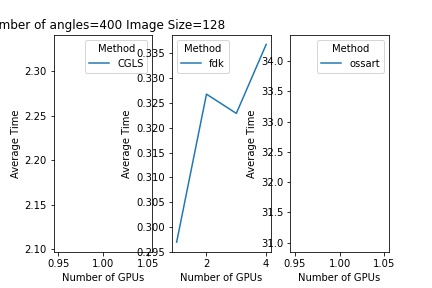 mber of angles=400 Image Size=128
Method
CGLS
2.30
2.25
2.20
2.15
2.10
Average Time
0.95
1.00
1.05
Number of GPUs
Method
fdk
0.335
0.330
0.325
0.320
0.315
0.310
0.305
0.300
0.295
Average Time
2
4
Number of GPUs
Method
ossart
34.0
33.5
33.0
32.5
32.0
31.5
31.0
Average Time
0.95
1.00
1.05
Number of GPUs